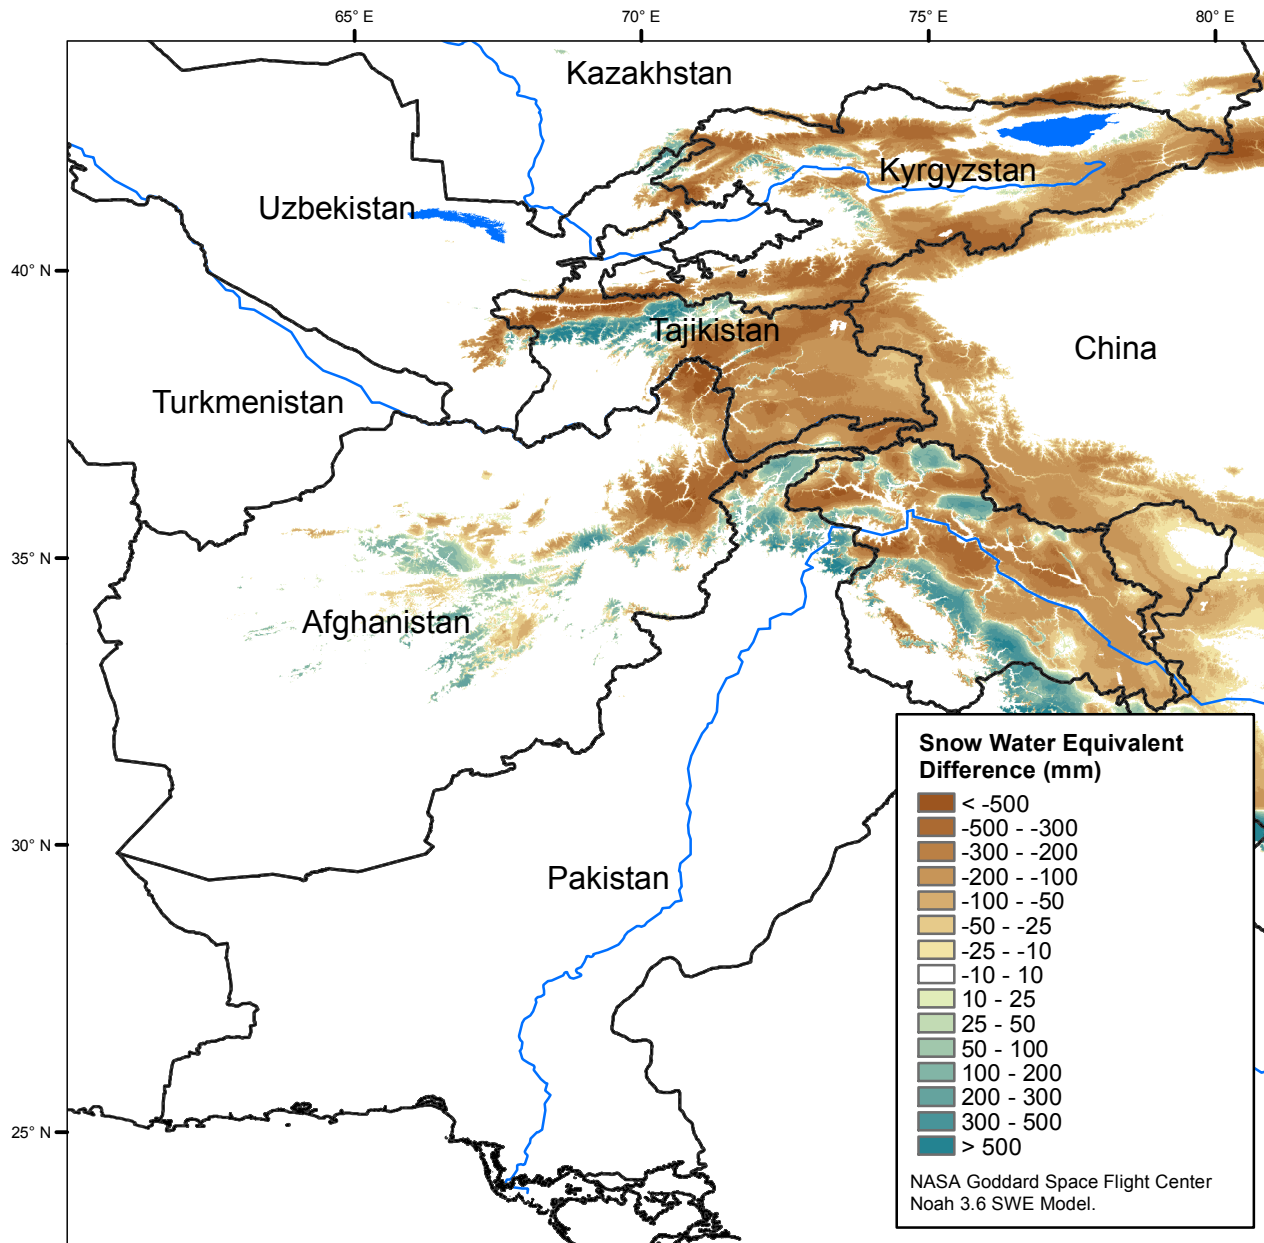 65° E
70° E
75° E
80° E
Kazakhstan
Kyrgyzstan
Uzbekistan
40° N
Tajikistan
China
Turkmenistan
35° N
Afghanistan
Snow Water Equivalent
Difference (mm)
< -500
-500 - -300
-300 - -200
-200 - -100
-100 - -50
-50 - -25
-25 - -10
-10 - 10
10 - 25
25 - 50
50 - 100
100 - 200
200 - 300
300 - 500
> 500
NASA Goddard Space Flight Center
Noah 3.6 SWE Model.
30° N
Pakistan
25° N